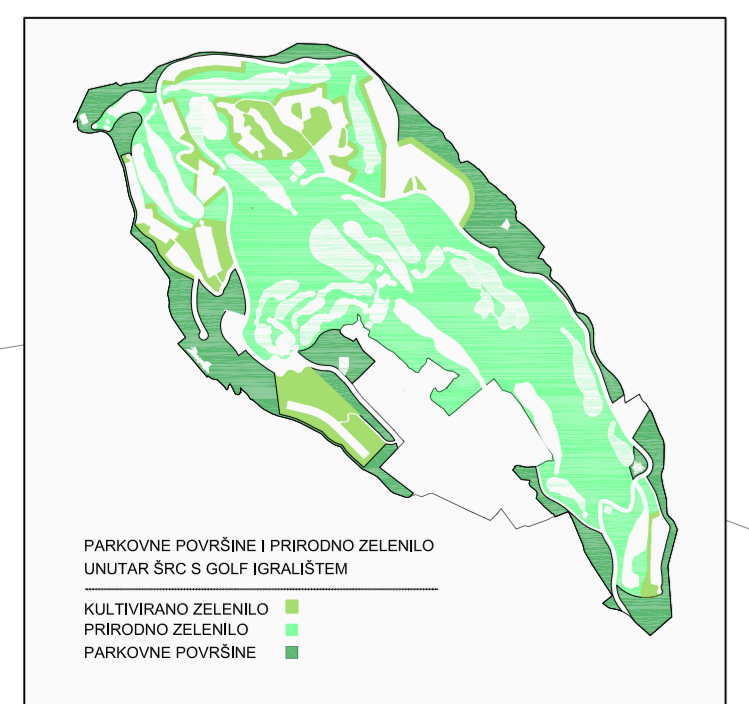 PARKOVNE POVRŠINE I PRIRODNO ZELENILO
UNUTAR ŠRC S GOLF IGRALIŠTEM
KULTIVIRANO ZELENILO
PRIRODNO ZELENILO
PARKOVNE POVRŠINE